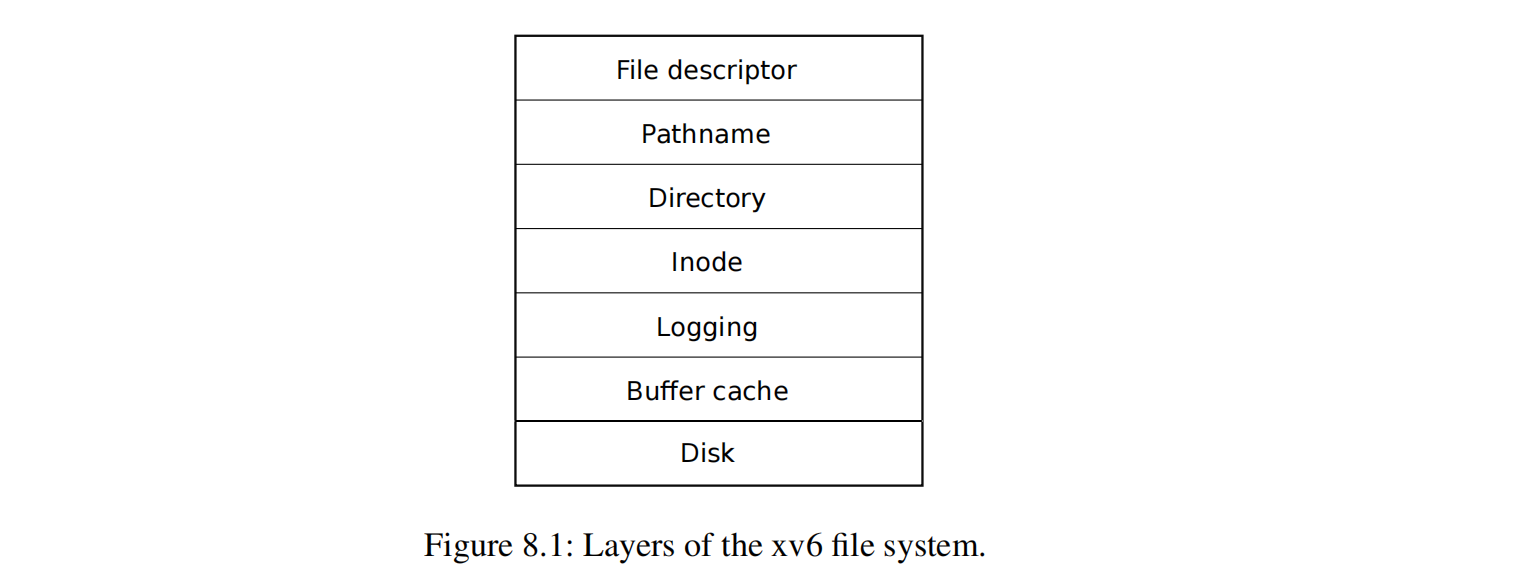 File descriptor
Pathname
Directory
Inode
Logging
Buffer cache
Disk
Figure 8.1: Layers of the xv6 file system.